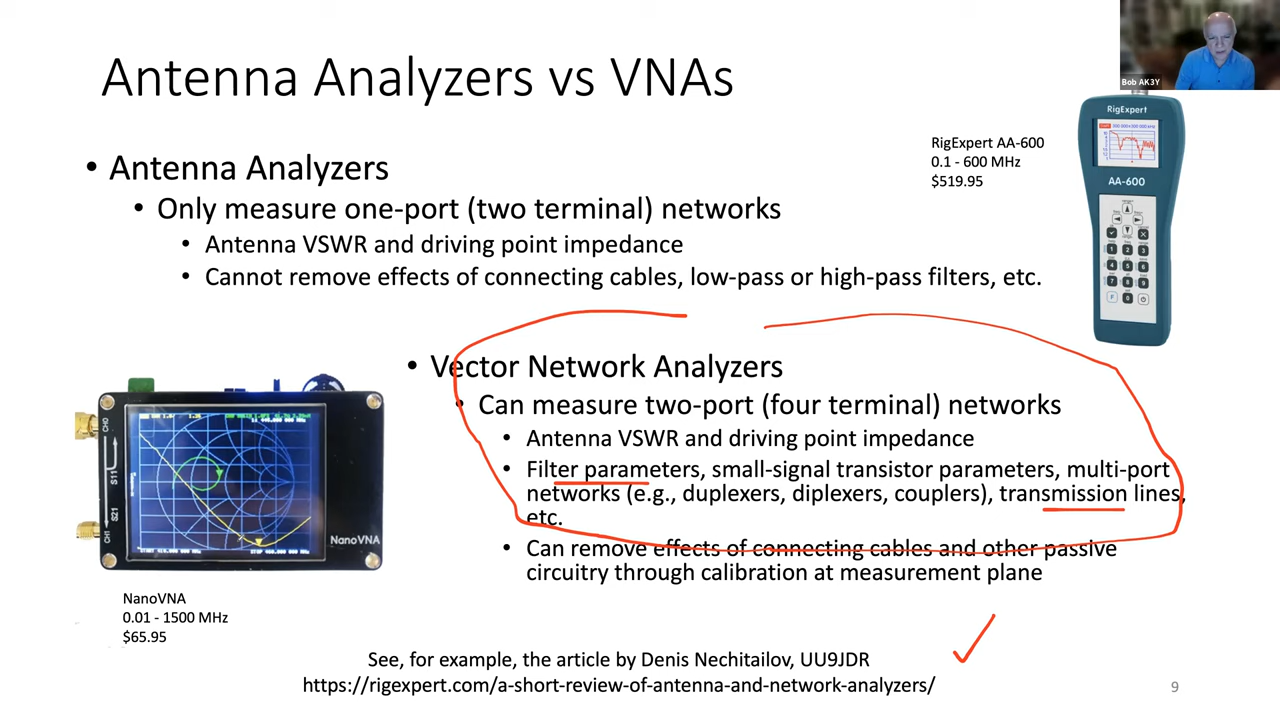 Antenna Analyzers vs VNAs
Bob AK3Y
• Antenna Analyzers
• Only measure one-port (two terminal) networks
• Antenna VSWR and driving point impedance
• Cannot remove effects of connecting cables, low-pass or high-pass filters, etc.
RigExpert AA-600
0.1 - 600 MHz
$519.95
RigExpert
AA-600
• Vector Network Analyzers
• Can measure two-port (four terminal) networks
• Antenna VSWR and driving point impedance
• Filter parameters, small-signal transistor parameters, multi-port
networks (e.g., duplexers, diplexers, couplers), transmission lines,
etc.
• Can remove effects of connecting cables and other passive
circuitry through calibration at measurement plane
CH0
S11
S21
CH1
NanoVNA
NanoVNA
0.01 - 1500 MHz
$65.95
See, for example, the article by Denis Nechitailov, UU9JDR
https://rigexpert.com/a-short-review-of-antenna-and-network-analyzers/
9